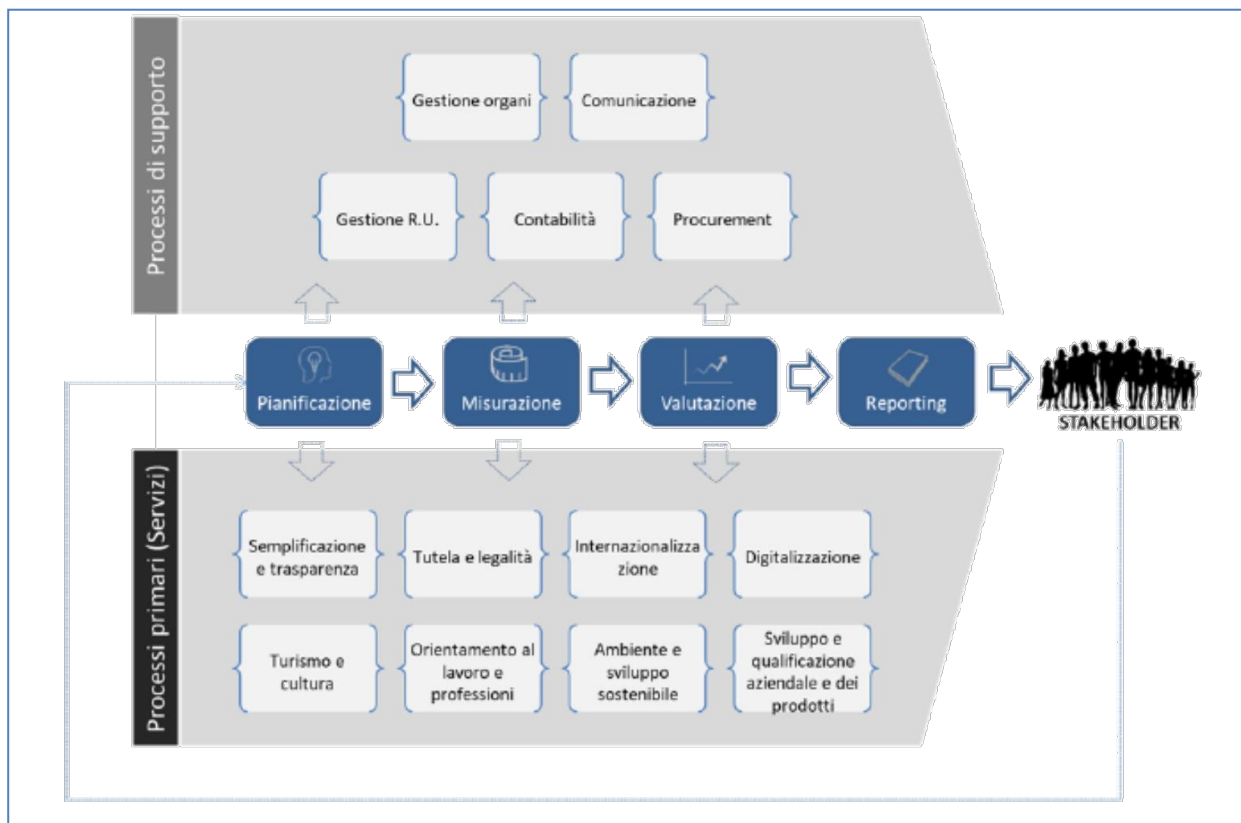 Processi di supporto
Gestione organi
Comunicazione
Gestione R.U.
Contabilità
Procurement
Pianificazione
Misurazione
Valutazione
Reporting
STAKEHOLDER
Processi primari (Servizi)
Semplificazione
e trasparenza
Tutela e legalità
Internazionalizza
zione
Digitalizzazione
Turismo e
cultura
Orientamento al
lavoro e
professioni
Ambiente e
sviluppo
sostenibile
Sviluppo e
qualificazione
aziendale e dei
prodotti